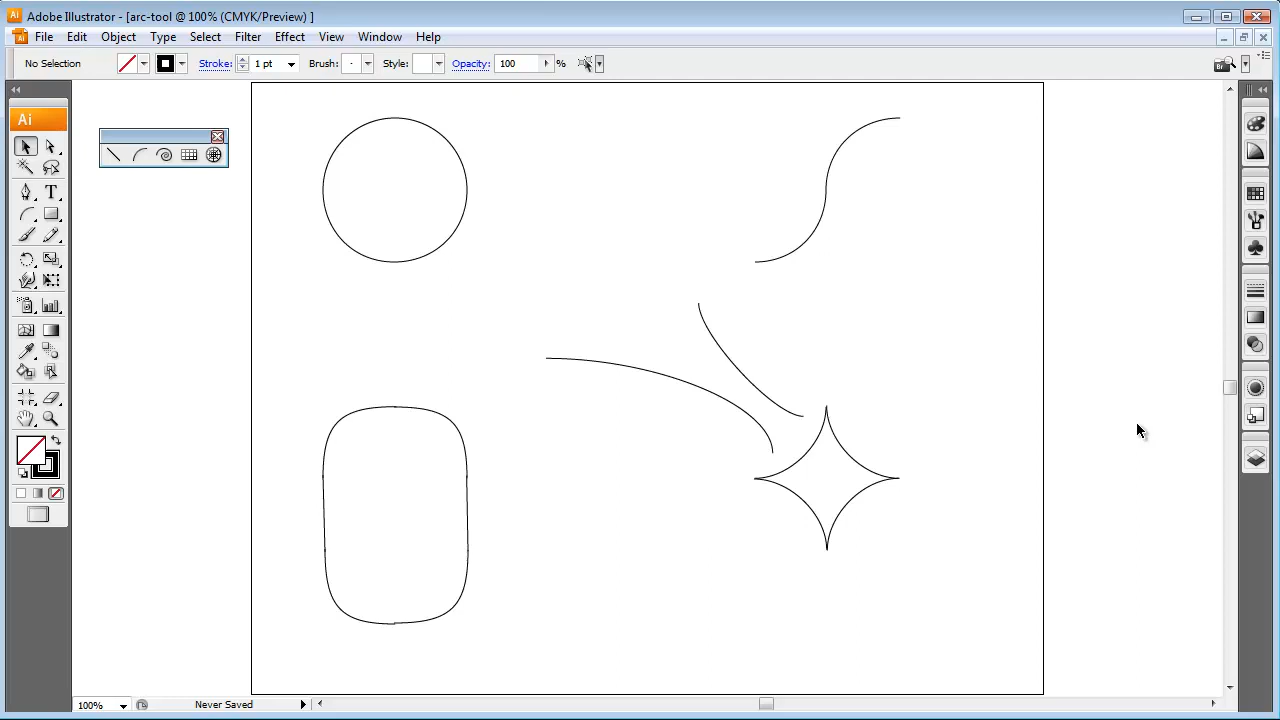 Adobe Illustrator - [arc-tool @ 100% (CMYK/Preview) ]
File Edit Object Type Select Filter Effect View Window Help
No Selection Stroke: 1 pt Brush: Style: Opacity: 100 %
Br
Ai
T
100% Never Saved